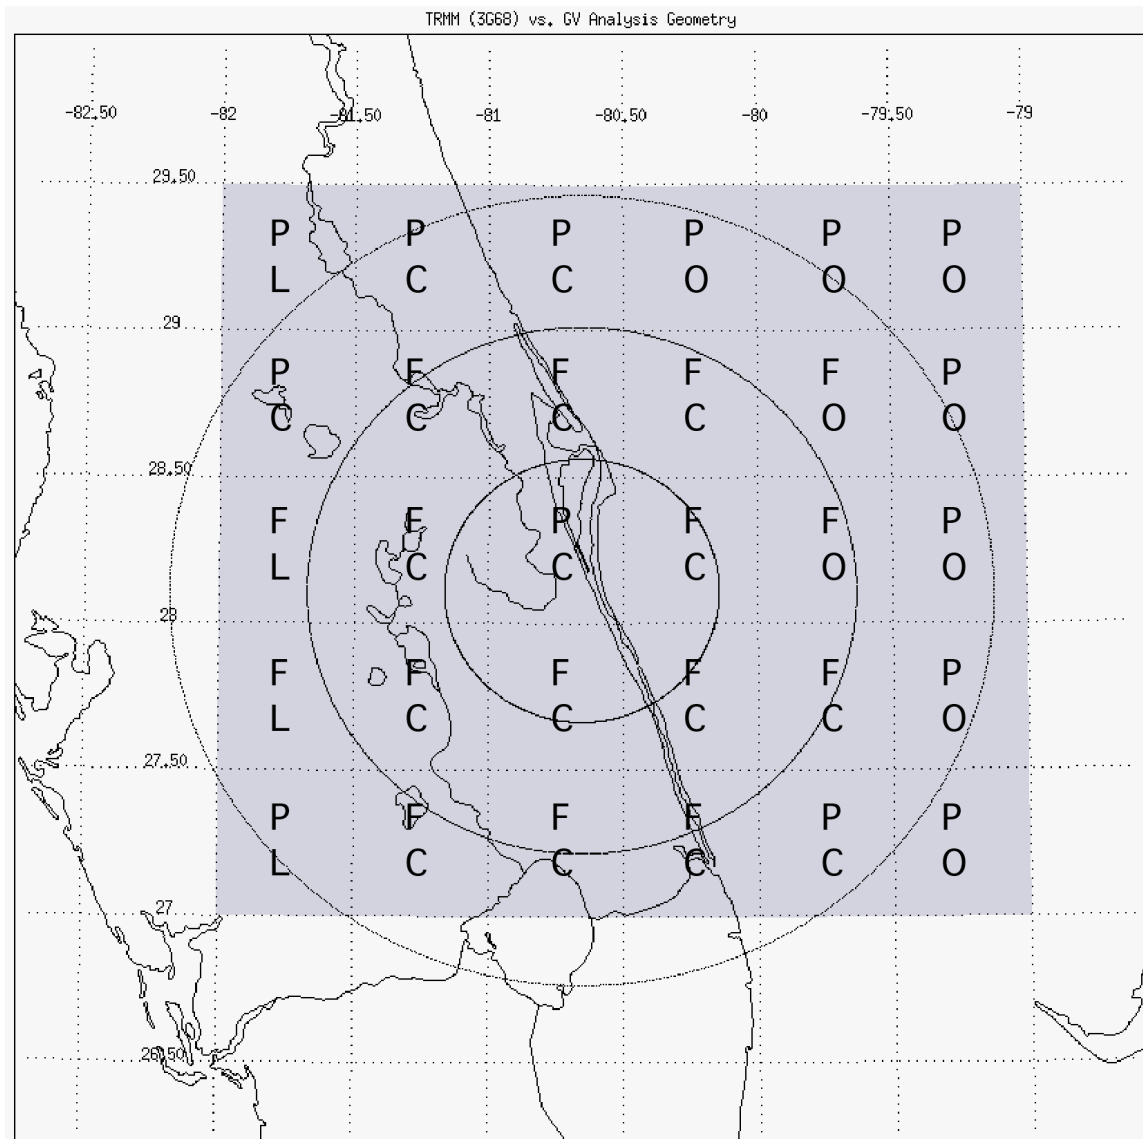 TRMM (3G68) vs. GV Analysis Geometry
-82.50 -82 -81.50 -81 -80.50 -80 -79.50 -79
29.50
P P P P P P
L C C O O O
29
P F F F F P
C C C C O O
28.50
F F P F F P
L C C C O O
28
F F F F F P
L C C C C O
27.50
P F F F P P
L C C C C O
27
26.50